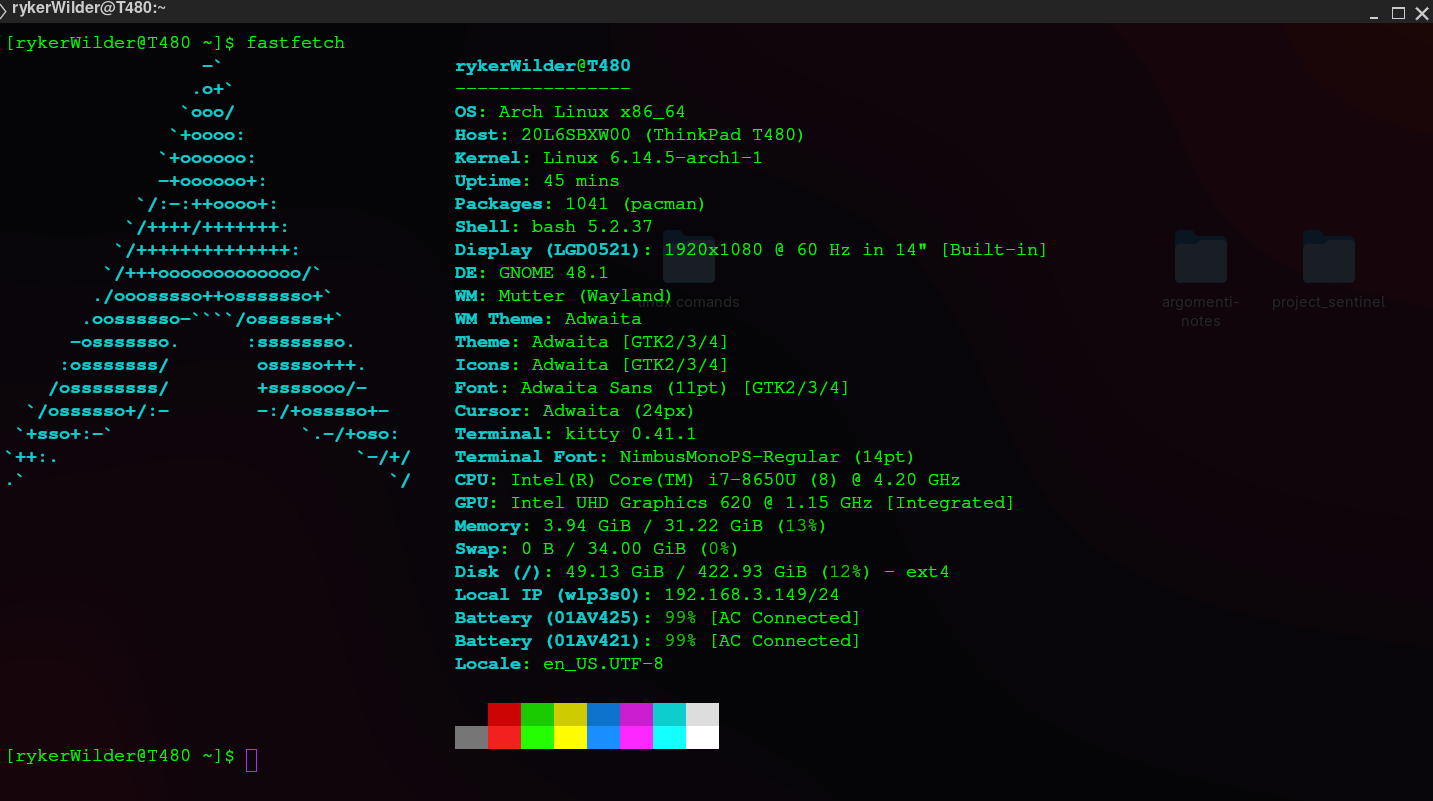 rykerWilder@T480:~
[rykerWilder@T480 ~]$ fastfetch
                  -`
                 .o+`
                `ooo/
               `+oooo:
              `+oooooo:
              -+oooooo+:
            `/:-:++oooo+:
           `/++++/+++++++:
          `/++++++++++++++:
         `/+++ooooooooooooo/`
        ./ooosssso++osssssso+`
       .oossssso-````/ossssss+`
      -osssssso.      :ssssssso.
     :osssssss/        osssso+++.
    /ossssssss/        +ssssooo/-
  `/ossssso+/:-        -:/+osssso+-
 `+sso+:-`                 `.-/+oso:
`++:.                           `-/+/
.`                                 `/
rykerWilder@T480
----------------
OS: Arch Linux x86_64
Host: 20L6SBXW00 (ThinkPad T480)
Kernel: Linux 6.14.5-arch1-1
Uptime: 45 mins
Packages: 1041 (pacman)
Shell: bash 5.2.37
Display (LGD0521): 1920x1080 @ 60 Hz in 14" [Built-in]
DE: GNOME 48.1
WM: Mutter (Wayland)
WM Theme: Adwaita
Theme: Adwaita [GTK2/3/4]
Icons: Adwaita [GTK2/3/4]
Font: Adwaita Sans (11pt) [GTK2/3/4]
Cursor: Adwaita (24px)
Terminal: kitty 0.41.1
Terminal Font: NimbusMonoPS-Regular (14pt)
CPU: Intel(R) Core(TM) i7-8650U (8) @ 4.20 GHz
GPU: Intel UHD Graphics 620 @ 1.15 GHz [Integrated]
Memory: 3.94 GiB / 31.22 GiB (13%)
Swap: 0 B / 34.00 GiB (0%)
Disk (/): 49.13 GiB / 422.93 GiB (12%) - ext4
Local IP (wlp3s0): 192.168.3.149/24
Battery (01AV425): 99% [AC Connected]
Battery (01AV421): 99% [AC Connected]
Locale: en_US.UTF-8
[rykerWilder@T480 ~]$
comands
argomenti-
notes
project_sentinel